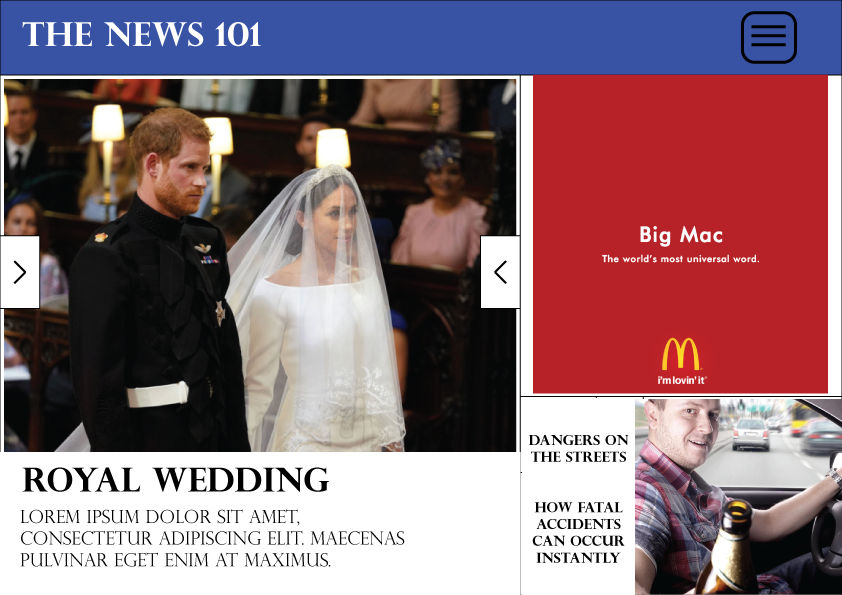 THE NEWS 101
Big Mac
The world's most universal word.
i'm lovin' it
ROYAL WEDDING
LOREM IPSUM DOLOR SIT AMET,
CONSECTETUR ADIPISCING ELIT. MAECENAS
PULVINAR EGET ENIM AT MAXIMUS.
DANGERS ON
THE STREETS
HOW FATAL
ACCIDENTS
CAN OCCUR
INSTANTLY